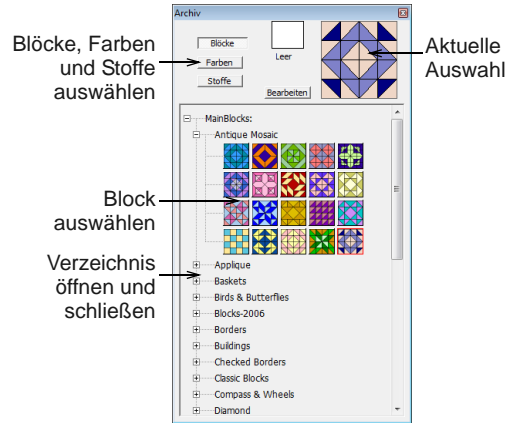 Archiv
Blöcke, Farben
und Stoffe
auswählen
Blöcke
Farben
Stoffe
Leer
Bearbeiten
Aktuelle
Auswahl
MainBlocks:
Antique Mosaic
Block
auswählen
Verzeichnis
öffnen und
schließen
Applique
Baskets
Birds & Butterflies
Blocks-2006
Borders
Buildings
Checked Borders
Classic Blocks
Compass & Wheels
Diamond